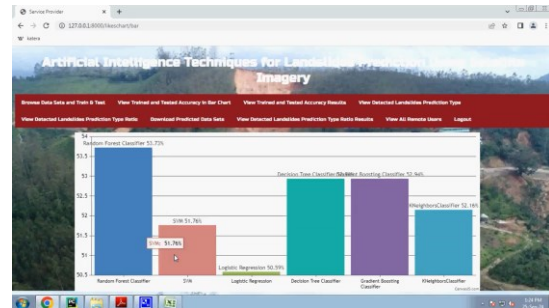 Service Provider
127.0.0.1:8000/likeschart/bar
Artificial Intelligence Techniques for Landslide Prediction Using Satellite
Imagery
Browse Data Sets and Train & Test View Trained and Tested Accuracy in Bar Chart View Trained and Tested Accuracy Results View Detected Landslides Prediction Type
View Detected Landslides Prediction Type Ratio Download Predicted Data Sets View Detected Landslides Prediction Type Ratio Results View All Remote Users Logout
54
Random Forest Classifier 53.72%
53.5
53
Decision Tree Classifier Gradient Boosting Classifier 52.94%
52.5
KNeighborsClassifier 52.16%
52
SVM 51.76%
51.5
SVM: 51.76%
51
Logistic Regression 50.59%
50.5
Random Forest Classifier SVM Logistic Regression Decision Tree Classifier Gradient Boosting Classifier KNeighborsClassifier